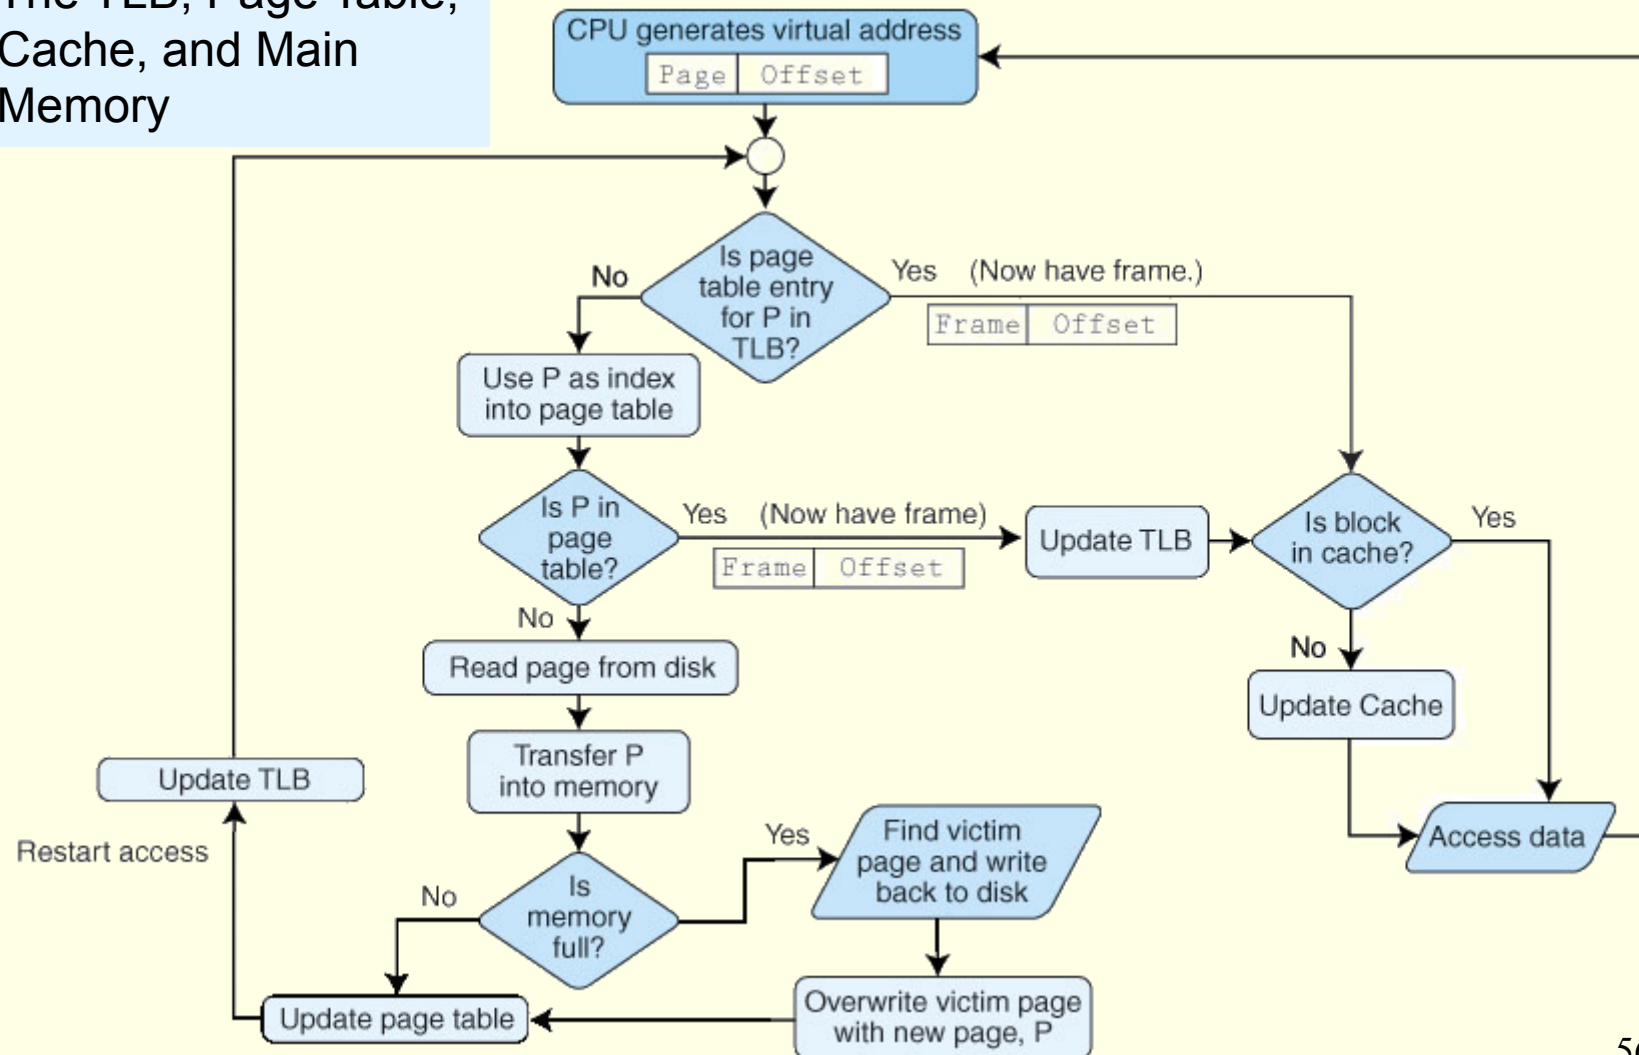 The TLB, Page Table,
Cache, and Main
Memory
CPU generates virtual address
Page Offset
Is page
table entry
for P in
TLB?
No
Yes (Now have frame.)
Frame Offset
Use P as index
into page table
Is P in
page
table?
Yes (Now have frame)
Frame Offset
Update TLB
Is block
in cache?
Yes
No
Read page from disk
No
Update Cache
Transfer P
into memory
Update TLB
Restart access
Is
memory
full?
No
Yes
Find victim
page and write
back to disk
Access data
Update page table
Overwrite victim page
with new page, P